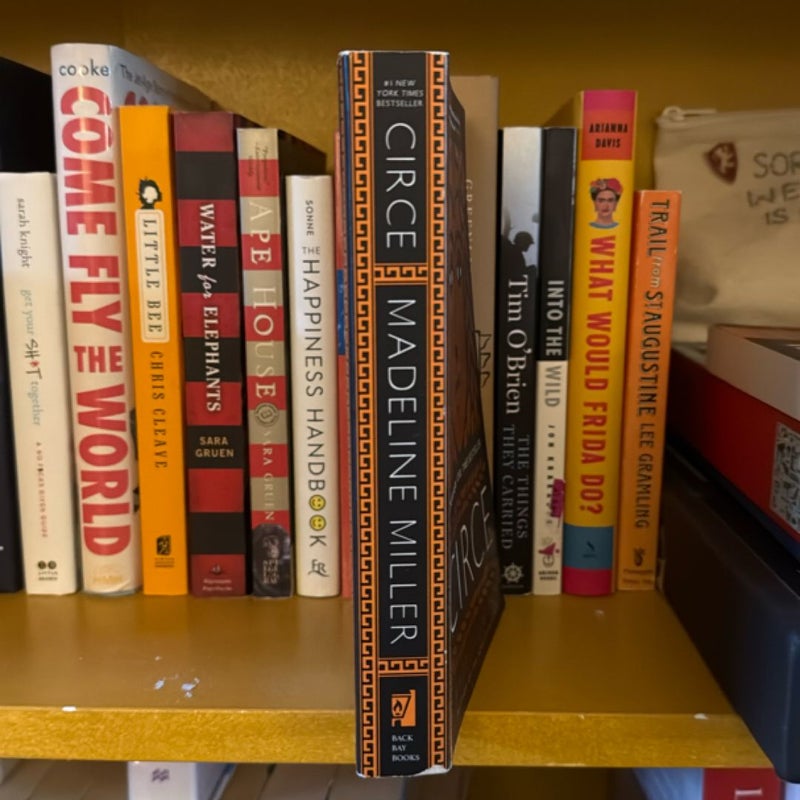 sarah knight
get your SH*T together
cooke
COME FLY THE WORLD
LITTLE BEE
CHRIS CLEAVE
WATER for ELEPHANTS
SARA
GRUEN
APE HOUSE
SARA GRUEN
SONNE
THE HAPPINESS HANDBOOK
#1 NEW
YORK TIMES
BESTSELLER
CIRCE
MADELINE MILLER
BACK
BAY
BOOKS
CIRCE
Tim O'Brien
THE THINGS
THEY CARRIED
INTO THE WILD
ARIANNA
DAVIS
WHAT WOULD FRIDA DO?
TRAIL from ST AUGUSTINE
LEE GRAMLING